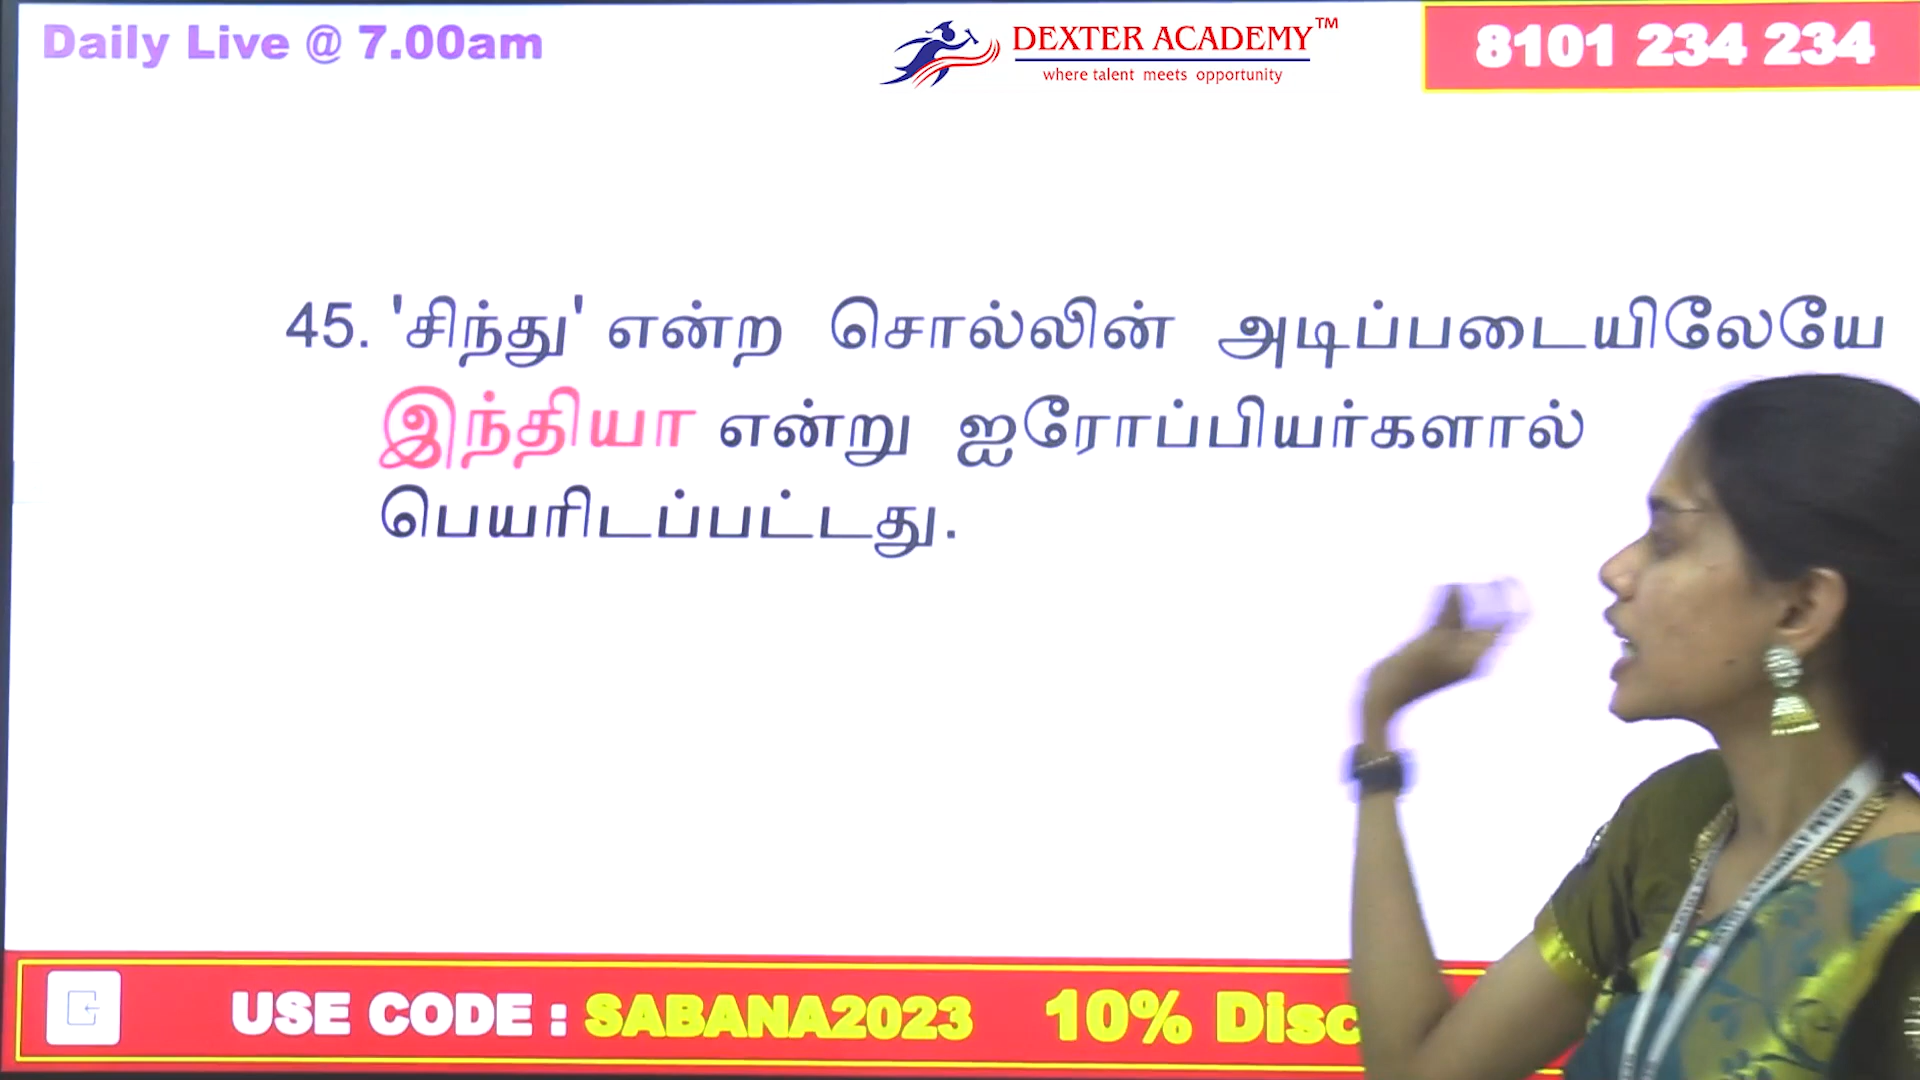 Daily Live @ 7.00am
DEXTER ACADEMY™
where talent meets opportunity
8101 234 234
45. 'சிந்து' என்ற சொல்லின் அடிப்படையிலேயே
இந்தியா என்று ஐரோப்பியர்களால்
பெயரிடப்பட்டது.
USE CODE : SABANA2023 10% Disc